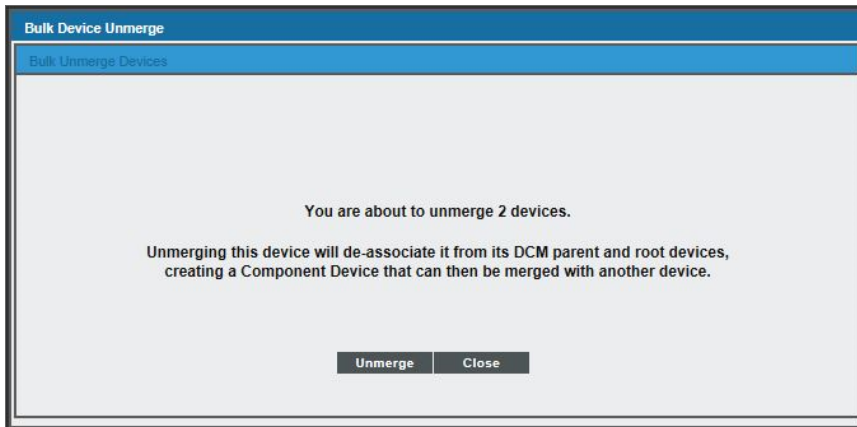 Bulk Device Unmerge
Bulk Unmerge Devices
You are about to unmerge 2 devices.
Unmerging this device will de-associate it from its DCM parent and root devices,
creating a Component Device that can then be merged with another device.
Unmerge Close